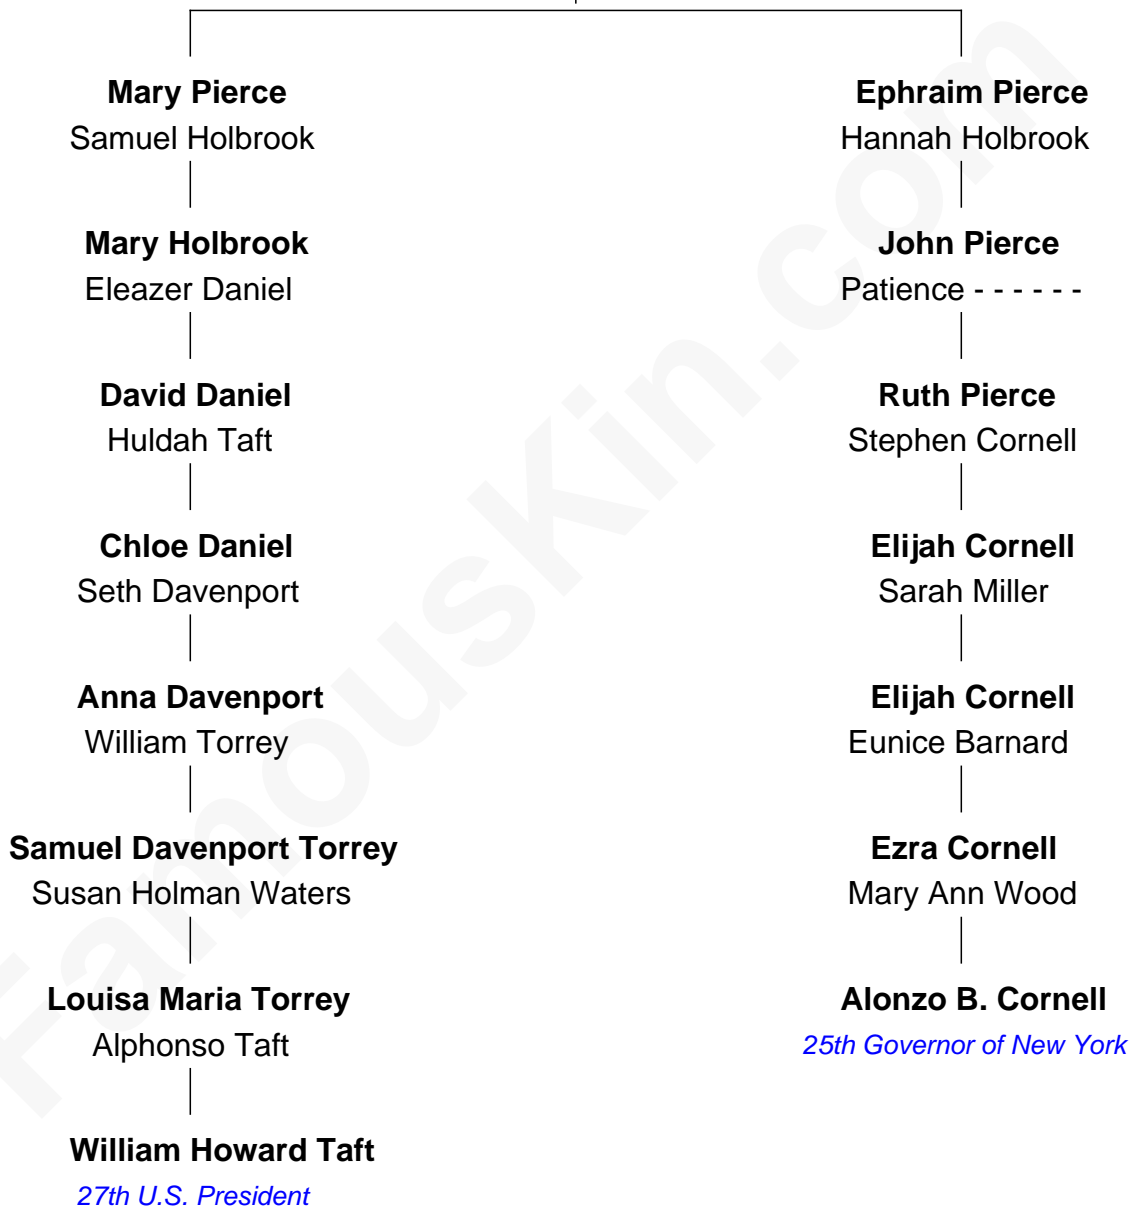 Mary Pierce
Samuel Holbrook
Mary Holbrook
Eleazer Daniel
David Daniel
Huldah Taft
Chloe Daniel
Seth Davenport
Anna Davenport
William Torrey
Samuel Davenport Torrey
Susan Holman Waters
Louisa Maria Torrey
Alphonso Taft
William Howard Taft
27th U.S. President
Ephraim Pierce
Hannah Holbrook
John Pierce
Patience - - - - - -
Ruth Pierce
Stephen Cornell
Elijah Cornell
Sarah Miller
Elijah Cornell
Eunice Barnard
Ezra Cornell
Mary Ann Wood
Alonzo B. Cornell
25th Governor of New York
FamousKin.com